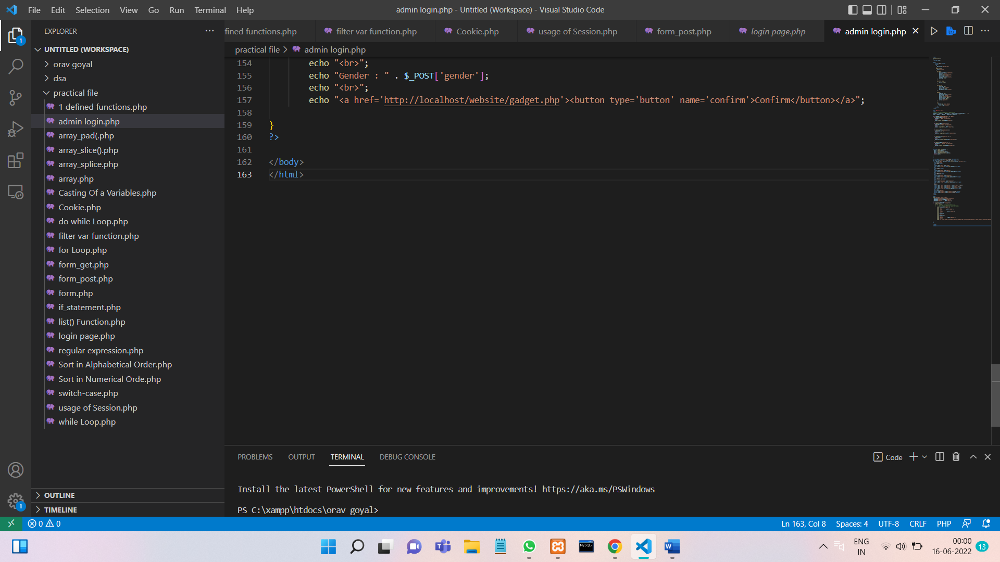 File Edit Selection View Go Run Terminal Help
admin login.php - Untitled (Workspace) - Visual Studio Code
EXPLORER
fined functions.php
filter var function.php
Cookie.php
usage of Session.php
form_post.php
login page.php
admin login.php
UNTITLED (WORKSPACE)
orav goyal
dsa
practical file
1 defined functions.php
admin login.php
array_pad(.php
array_slice().php
array_splice.php
array.php
Casting Of a Variables.php
Cookie.php
do while Loop.php
filter var function.php
for Loop.php
form_get.php
form_post.php
form.php
if_statement.php
list() Function.php
login page.php
regular expression.php
Sort in Alphabetical Order.php
Sort in Numerical Orde.php
switch-case.php
usage of Session.php
while Loop.php
OUTLINE
TIMELINE
practical file > admin login.php
154 echo "<br>";
155 echo "Gender : " . $_POST['gender'];
156 echo "<br>";
157 echo "<a href='http://localhost/website/gadget.php'><button type='button' name='confirm'>Confirm</button></a>";
158
159 }
160 ?>
161
162 </body>
163 </html>
PROBLEMS OUTPUT TERMINAL DEBUG CONSOLE
Code
Install the latest PowerShell for new features and improvements! https://aka.ms/PSWindows
PS C:\xampp\htdocs\orav goyal>
1
1
0 0
Ln 163, Col 8 Spaces: 4 UTF-8 CRLF PHP
MySQL
ENG
IN
00:00
16-06-2022
13